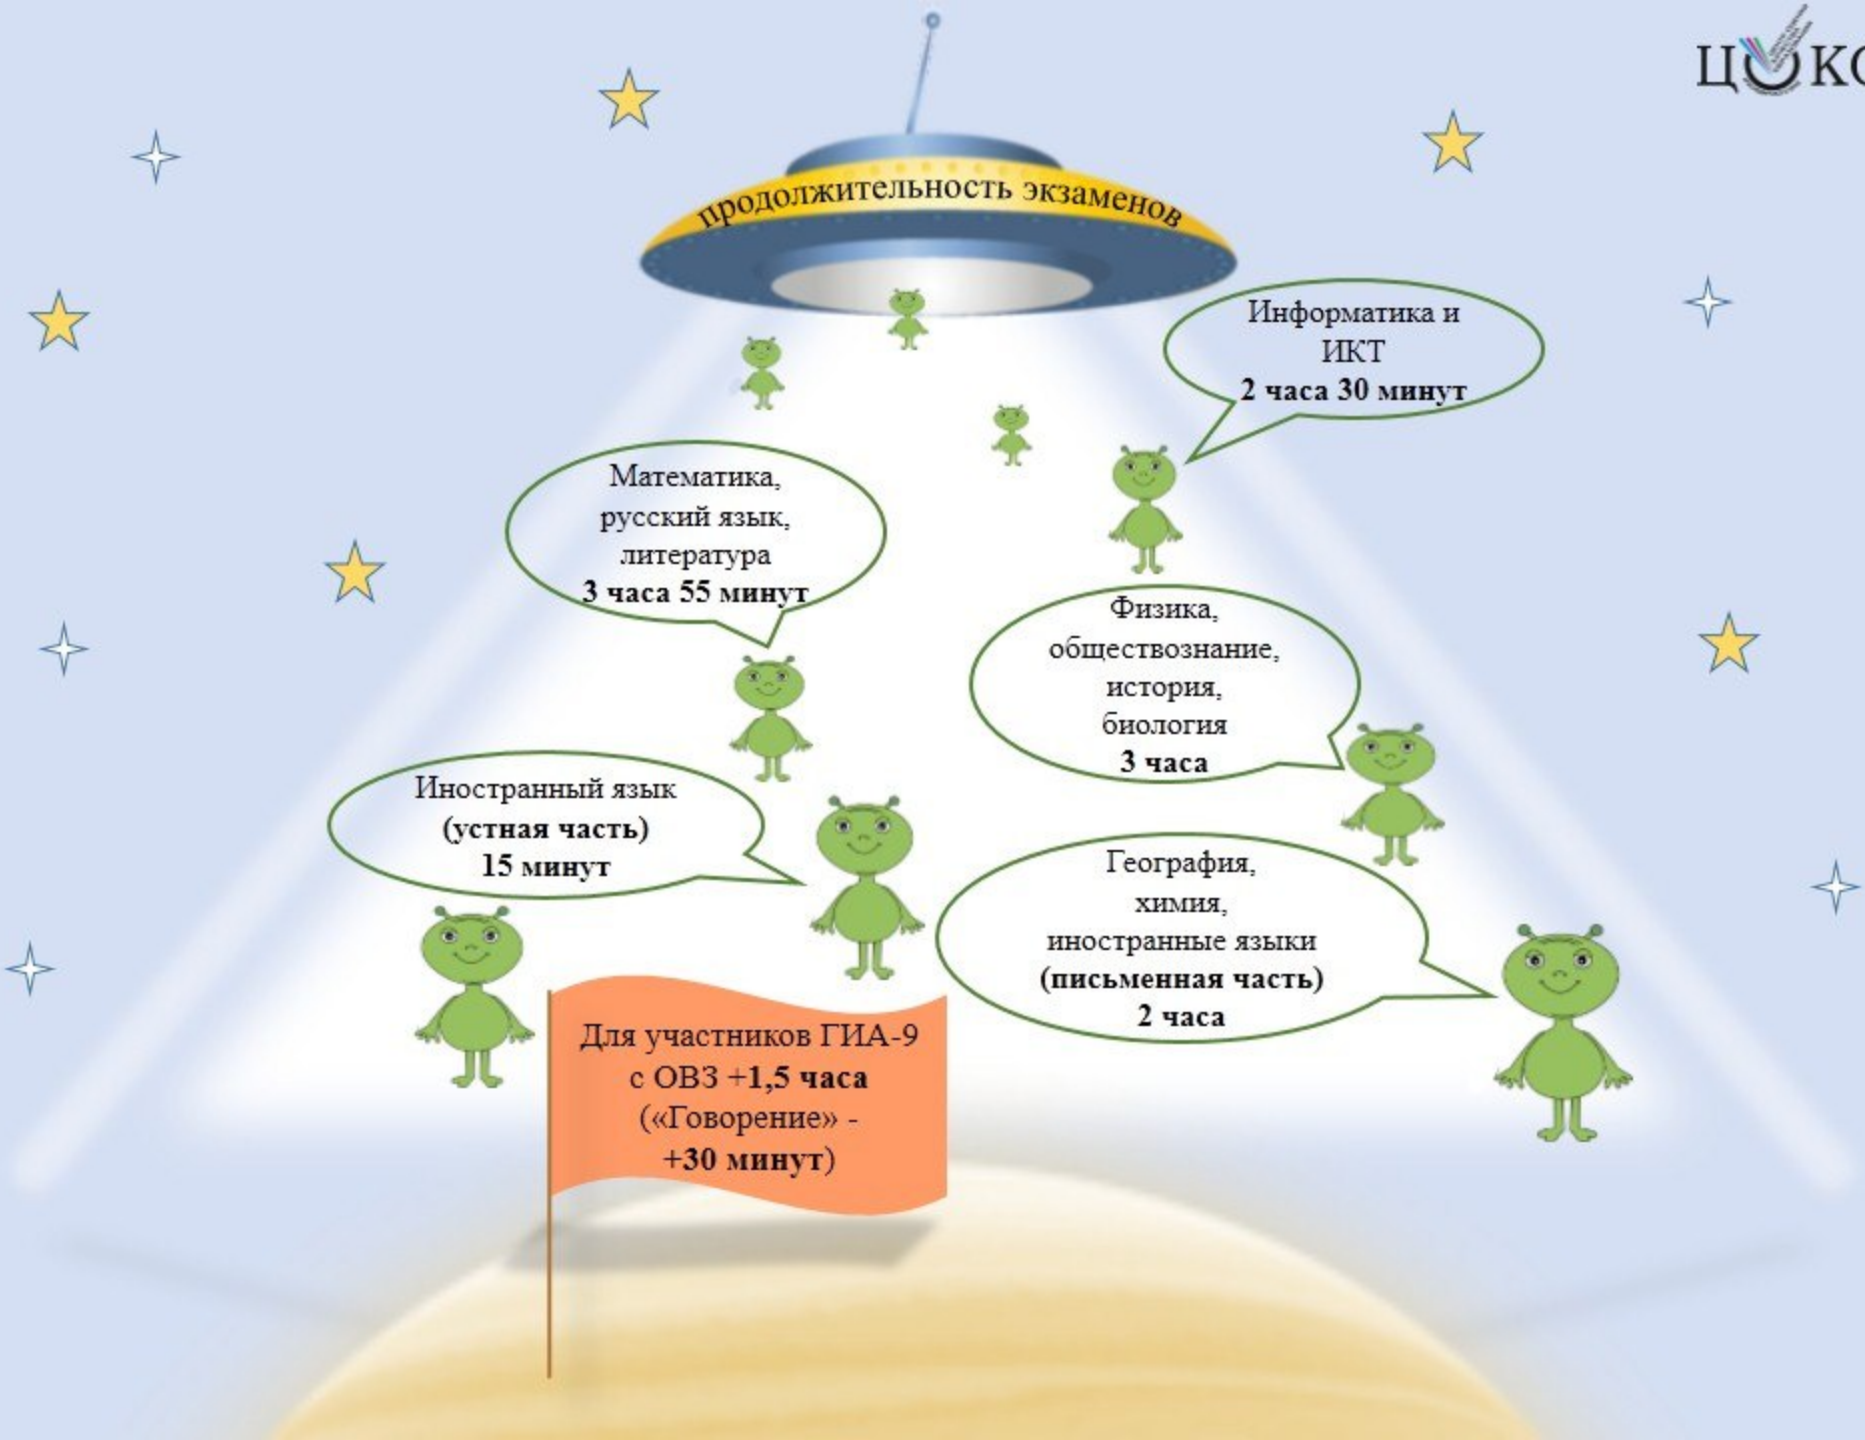 ЦОКО
продолжительность экзаменов
Информатика и
ИКТ
2 часа 30 минут
Математика,
русский язык,
литература
3 часа 55 минут
Физика,
обществознание,
история,
биология
3 часа
Иностранный язык
(устная часть)
15 минут
География,
химия,
иностранные языки
(письменная часть)
2 часа
Для участников ГИА-9
с ОВЗ +1,5 часа
(«Говорение» -
+30 минут)